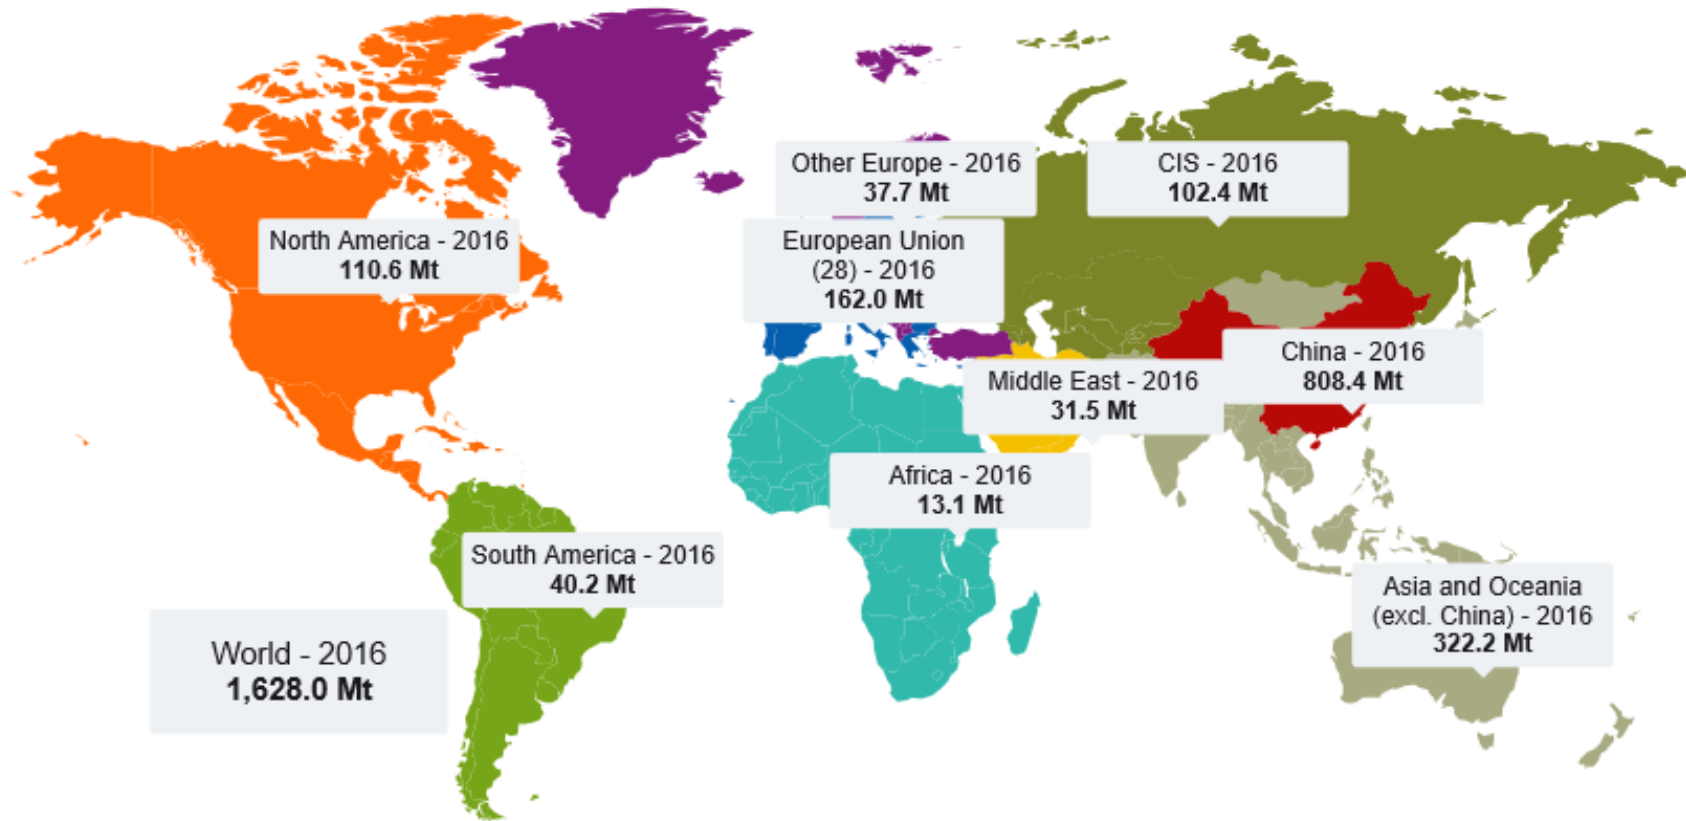 Other Europe - 2016
37.7 Mt
CIS - 2016
102.4 Mt
North America - 2016
110.6 Mt
European Union
(28) - 2016
162.0 Mt
China - 2016
808.4 Mt
Middle East - 2016
31.5 Mt
Africa - 2016
13.1 Mt
South America - 2016
40.2 Mt
Asia and Oceania
(excl. China) - 2016
322.2 Mt
World - 2016
1,628.0 Mt